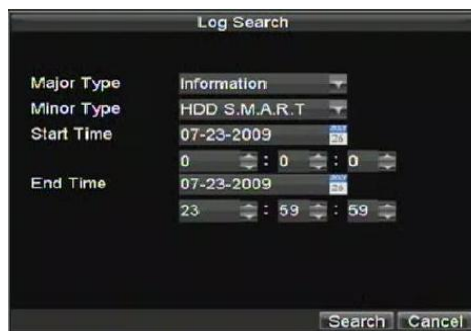 Log Search
Major Type Information
Minor Type HDD S.M.A.R.T
Start Time 07-23-2009
0 : 0 : 0
End Time 07-23-2009
23 : 59 : 59
Search Cancel